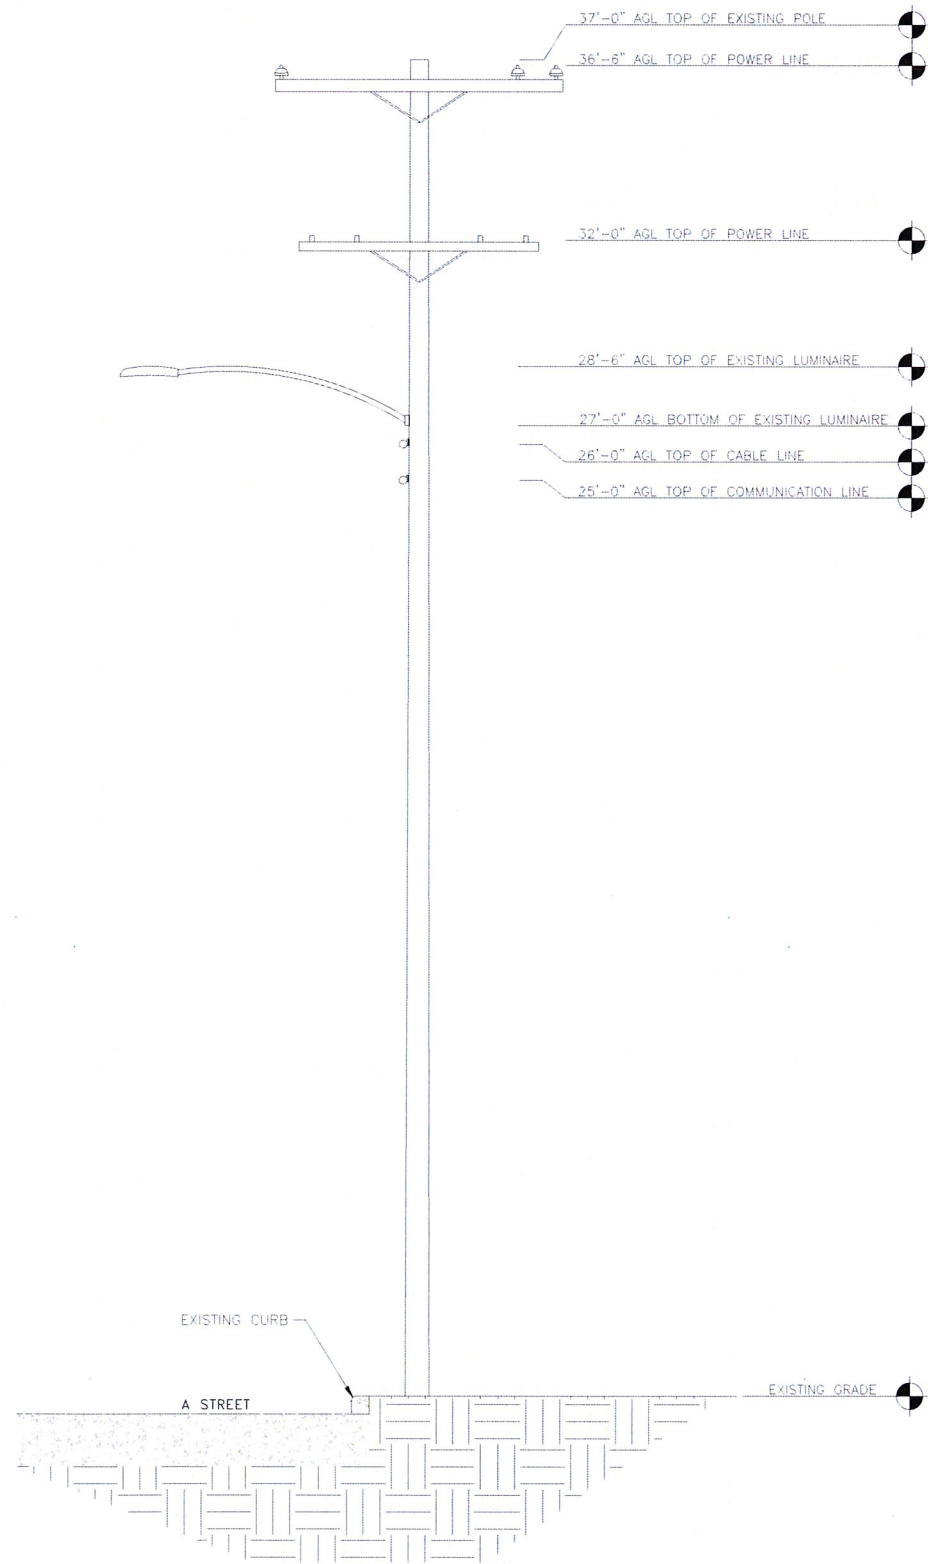 37'-0" AGL TOP OF EXISTING POLE
36'-6" AGL TOP OF POWER LINE
32'-0" AGL TOP OF POWER LINE
28'-6" AGL TOP OF EXISTING LUMINAIRE
27'-0" AGL BOTTOM OF EXISTING LUMINAIRE
26'-0" AGL TOP OF CABLE LINE
25'-0" AGL TOP OF COMMUNICATION LINE
EXISTING CURB
EXISTING GRADE
A STREET